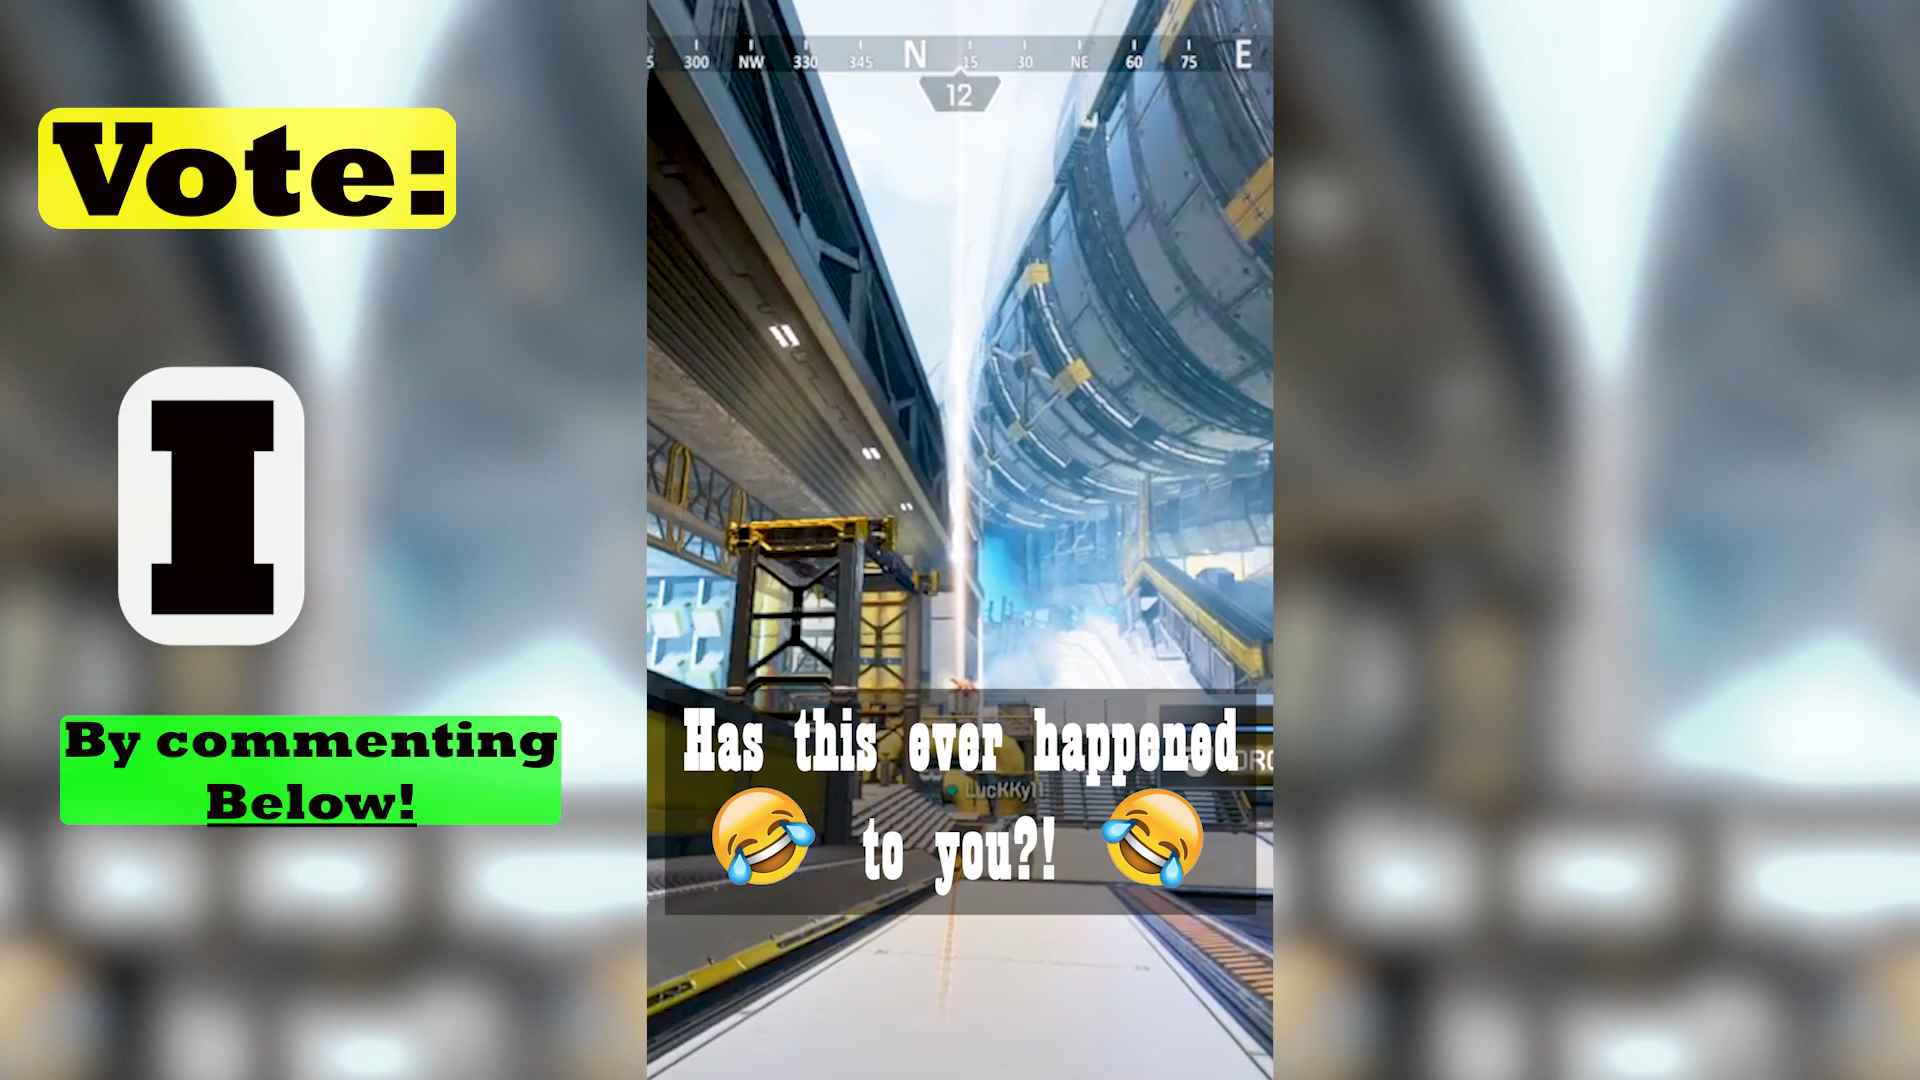 Vote:
I
By commenting
Below!
300 NW 330 345 N 15 30 NE 60 75 E
12
Has this ever happened
LucKKy11
to you?!